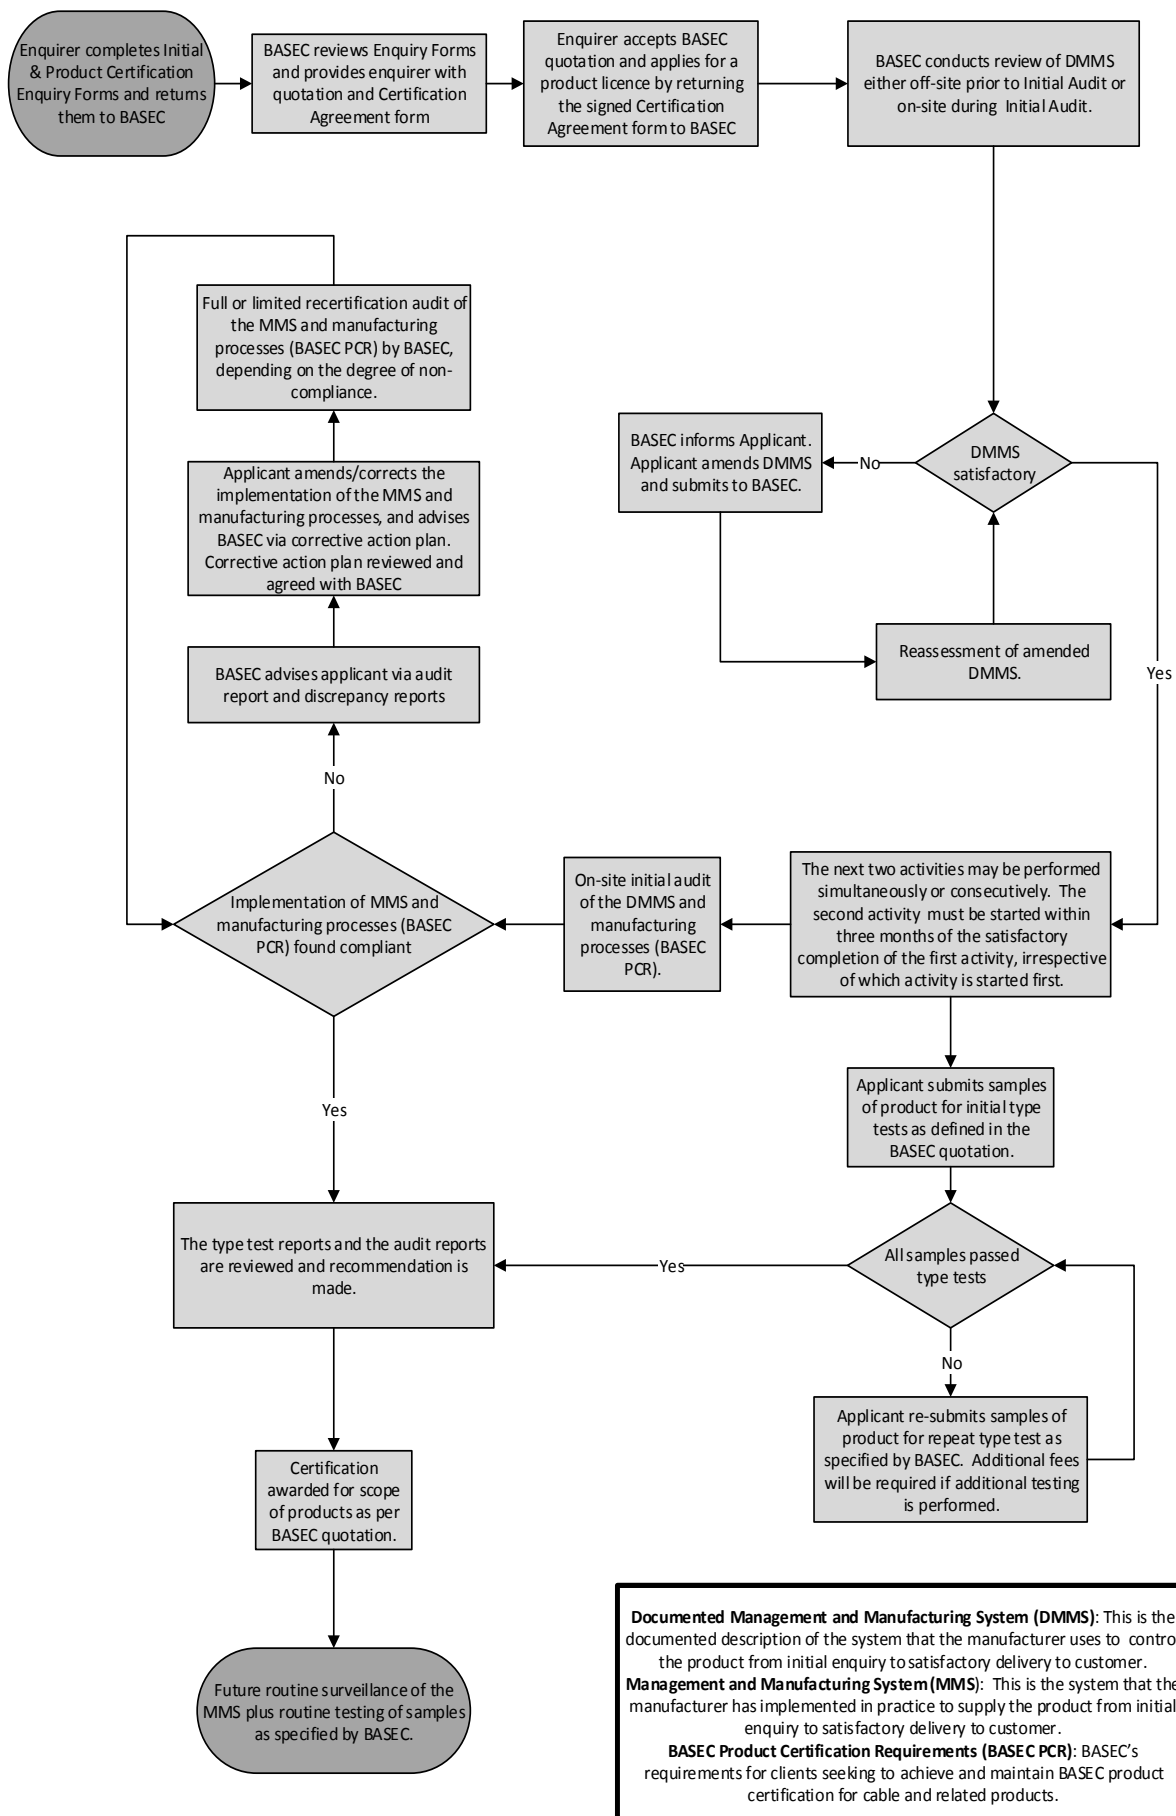 Enquirer completes Initial
& Product Certification
Enquiry Forms and returns
them to BASEC
BASEC reviews Enquiry Forms
and provides enquirer with
quotation and Certification
Agreement form
Enquirer accepts BASEC
quotation and applies for a
product licence by returning
the signed Certification
Agreement form to BASEC
BASEC conducts review of DMMS
either off-site prior to Initial Audit or
on-site during Initial Audit.
Full or limited recertification audit of
the MMS and manufacturing
processes (BASEC PCR) by BASEC,
depending on the degree of non-
compliance.
BASEC informs Applicant.
Applicant amends DMMS
and submits to BASEC.
No
DMMS
satisfactory
Applicant amends/corrects the
implementation of the MMS and
manufacturing processes, and advises
BASEC via corrective action plan.
Corrective action plan reviewed and
agreed with BASEC
Reassessment of amended
DMMS.
Yes
BASEC advises applicant via audit
report and discrepancy reports
No
Implementation of MMS and
manufacturing processes (BASEC
PCR) found compliant
On-site initial audit
of the DMMS and
manufacturing
processes (BASEC
PCR).
The next two activities may be performed
simultaneously or consecutively. The
second activity must be started within
three months of the satisfactory
completion of the first activity, irrespective
of which activity is started first.
Yes
Applicant submits samples
of product for initial type
tests as defined in the
BASEC quotation.
The type test reports and the audit reports
are reviewed and recommendation is
made.
Yes
All samples passed
type tests
No
Applicant re-submits samples of
product for repeat type test as
specified by BASEC. Additional fees
will be required if additional testing
is performed.
Certification
awarded for scope
of products as per
BASEC quotation.
Future routine surveillance of the
MMS plus routine testing of samples
as specified by BASEC.
Documented Management and Manufacturing System (DMMS): This is the
documented description of the system that the manufacturer uses to contro
the product from initial enquiry to satisfactory delivery to customer.
Management and Manufacturing System (MMS): This is the system that the
manufacturer has implemented in practice to supply the product from initial
enquiry to satisfactory delivery to customer.
BASEC Product Certification Requirements (BASEC PCR): BASEC's
requirements for clients seeking to achieve and maintain BASEC product
certification for cable and related products.